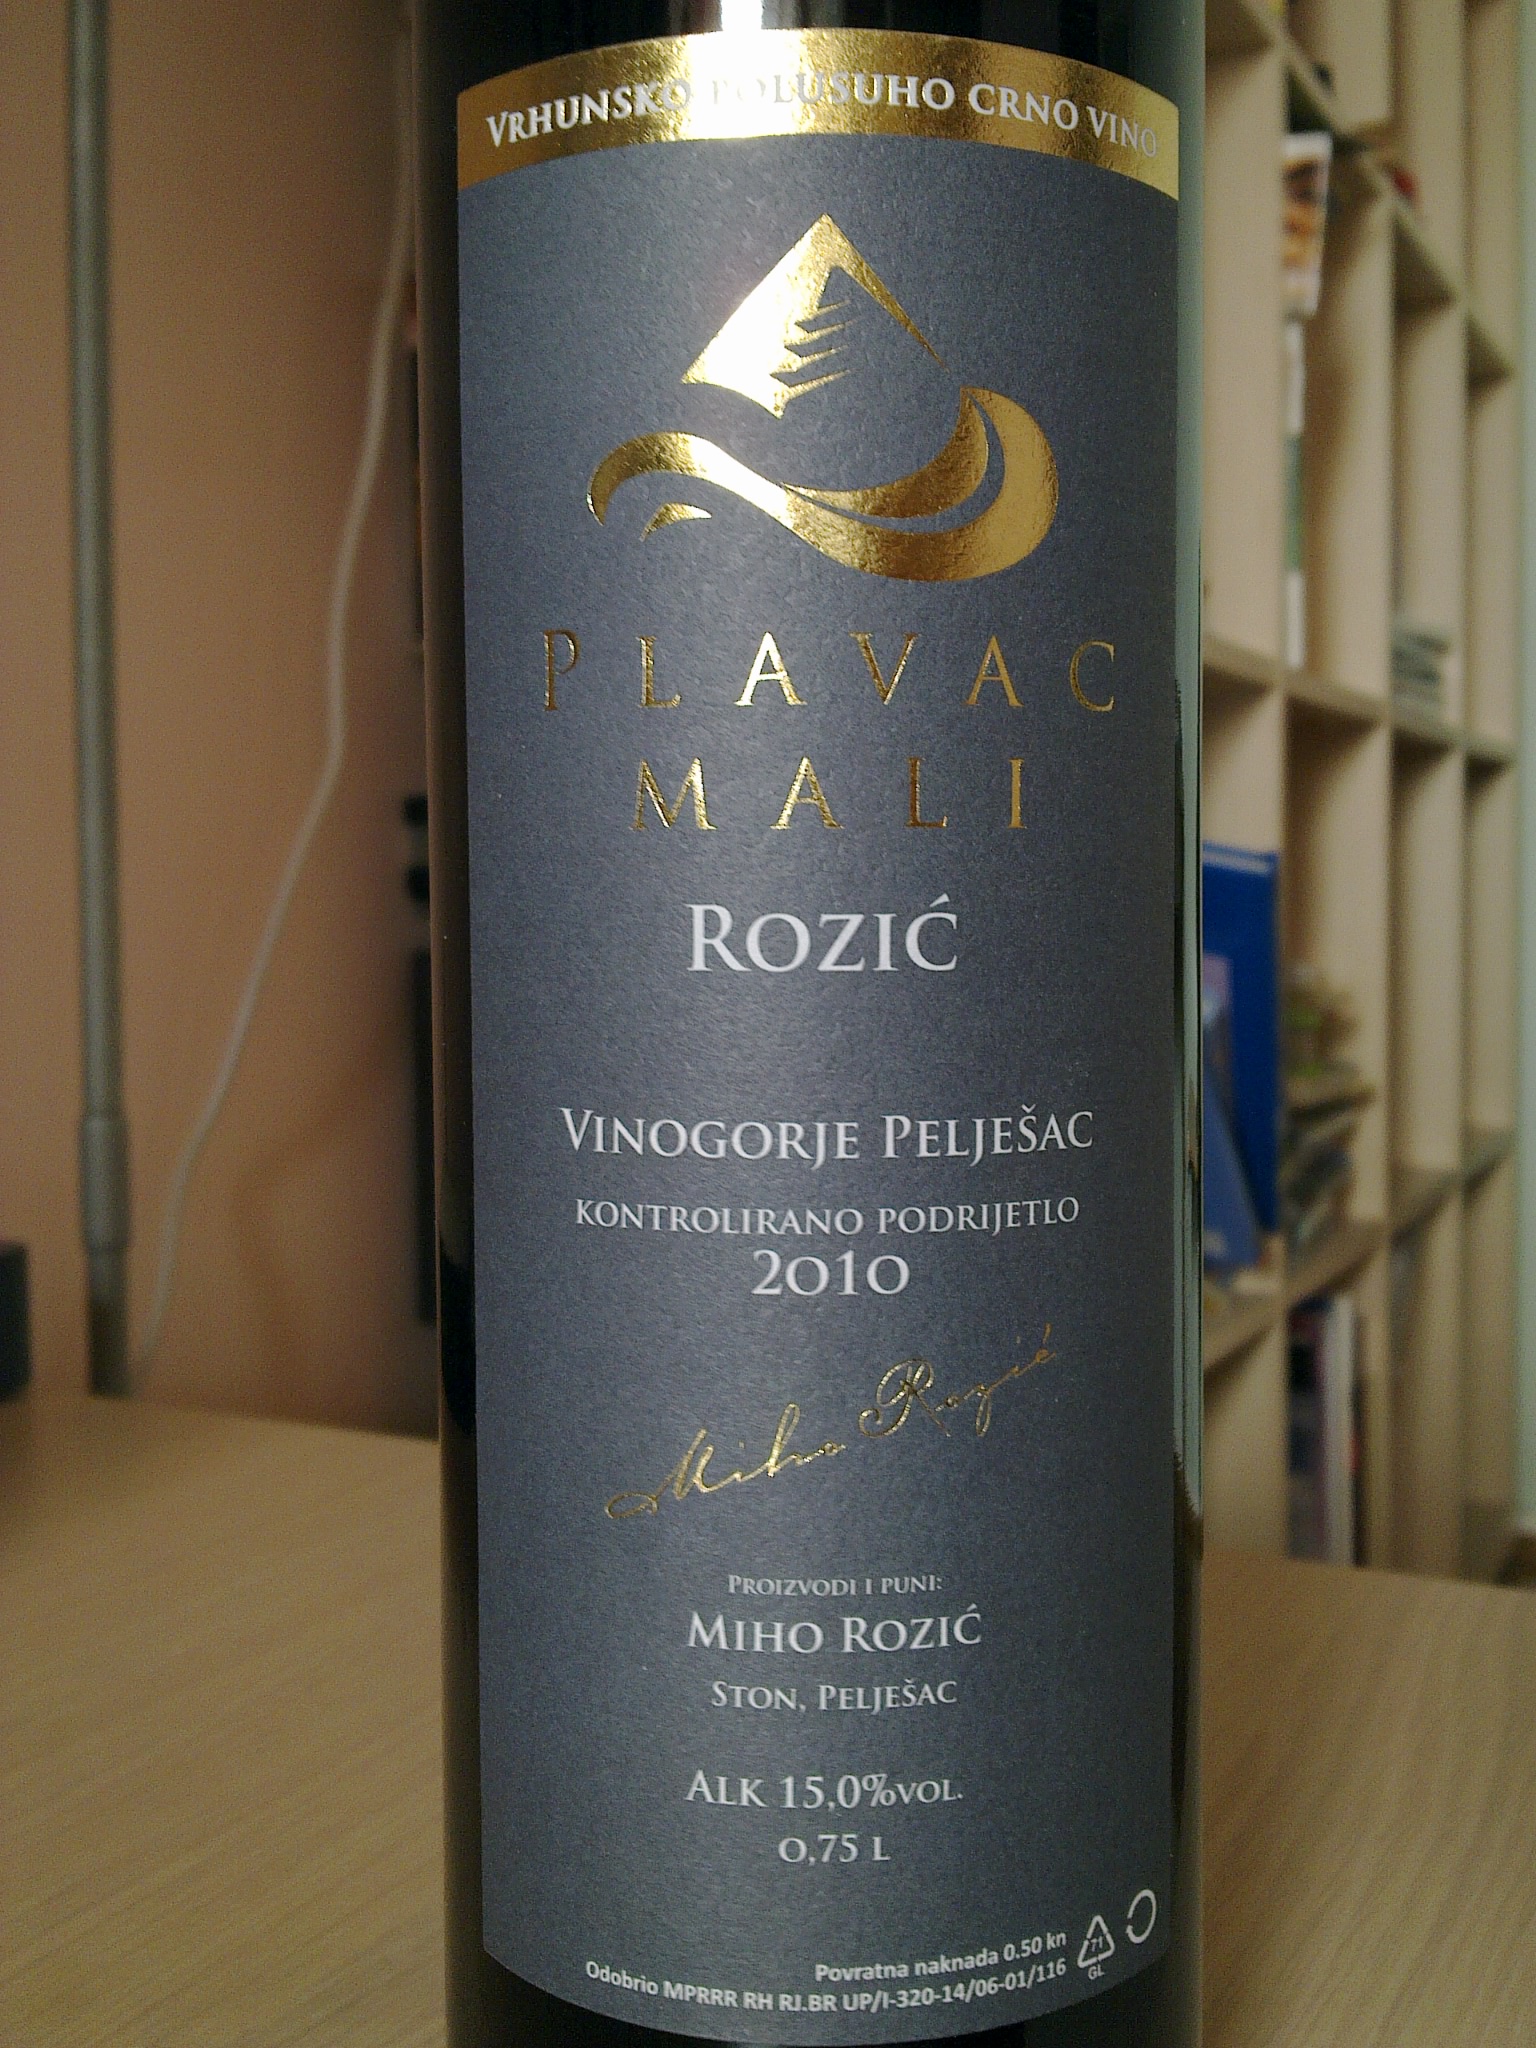 VRHUNSKO POLUSUHO CRNO VINO
PLAVAC
MALI
ROZIĆ
VINOGORJE PELJEŠAC
KONTROLIRANO PODRIJETLO
2010
Miho Rozić
PROIZVODI I PUNI:
MIHO ROZIĆ
STON, PELJEŠAC
ALK 15,0%VOL.
0,75 L
Povratna naknada 0.50 kn
Odobrio MPRRR RH RJ.BR UP/I-320-14/06-01/116
71
GL